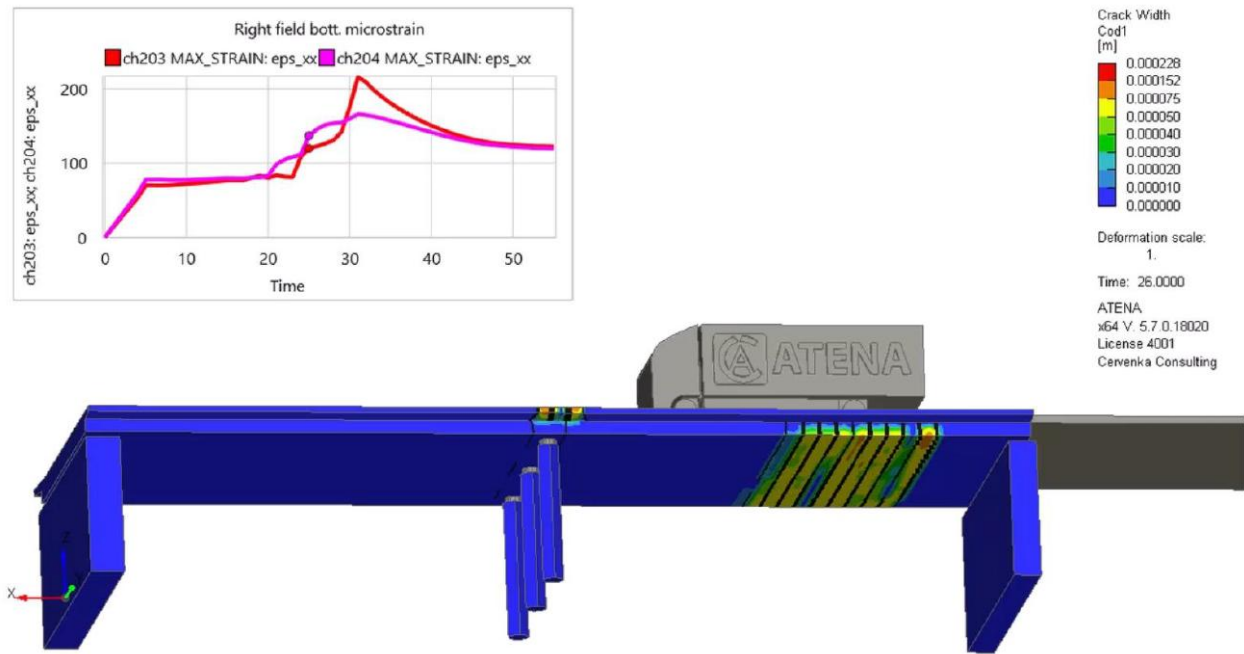 Right field bott. microstrain
ch203 MAX_STRAIN: eps_xx ch204 MAX_STRAIN: eps_xx
ch203: eps_xx; ch204: eps_xx
200
100
0
0 10 20 30 40 50
Time
Crack Width
Cod1
[m]
0.000228
0.000152
0.000075
0.000050
0.000040
0.000030
0.000020
0.000010
0.000000
Deformation scale:
1.
Time: 26.0000
ATENA
x64 V. 5.7.0.18020
License 4001
Cervenka Consulting
ATENA
Z
X